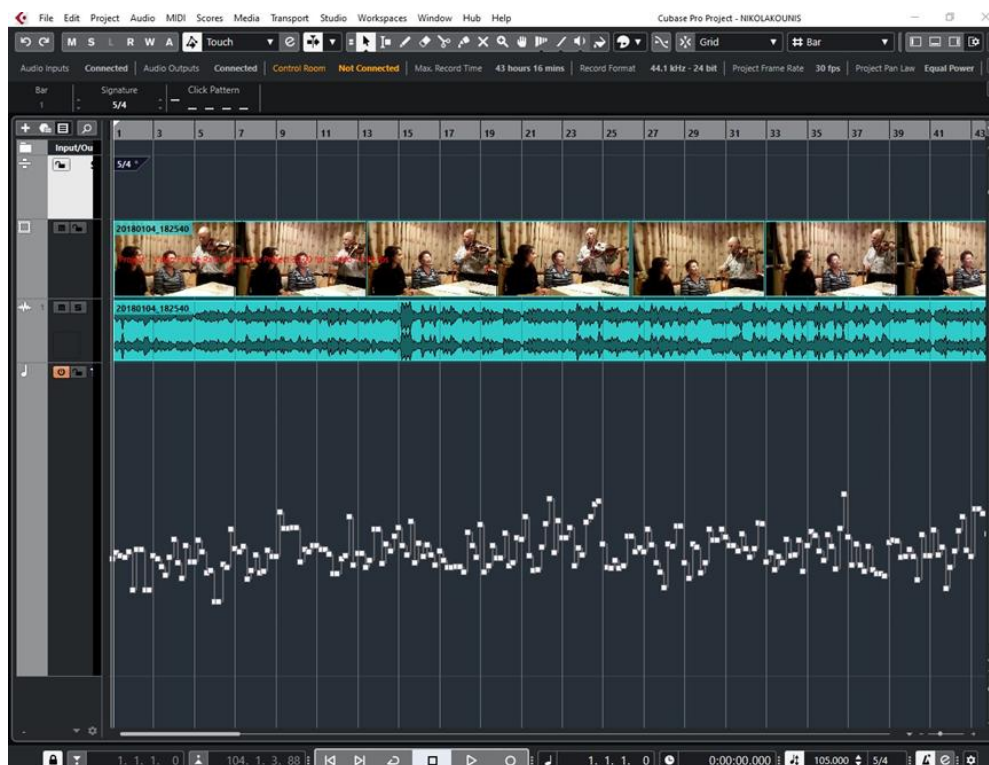 File Edit Project Audio MIDI Scores Media Transport Studio Workspaces Window Hub Help Cubase Pro Project - NIKOLAKOUNIS
M S L R W A Touch Grid Bar
Audio Inputs Connected Audio Outputs Connected Control Room Not Connected Max. Record Time 43 hours 16 mins Record Format 44.1 kHz - 24 bit Project Frame Rate 30 fps Project Pan Law Equal Power
Bar Signature Click Pattern
1 5/4
1 3 5 7 9 11 13 15 17 19 21 23 25 27 29 31 33 35 37 39 41 43
Input/Ou
5/4
20180104_182540
1 m S 20180104_182540
1. 1. 1. 0 104. 1. 3. 88 1. 1. 1. 0 0:00:00.000 105.000 5/4